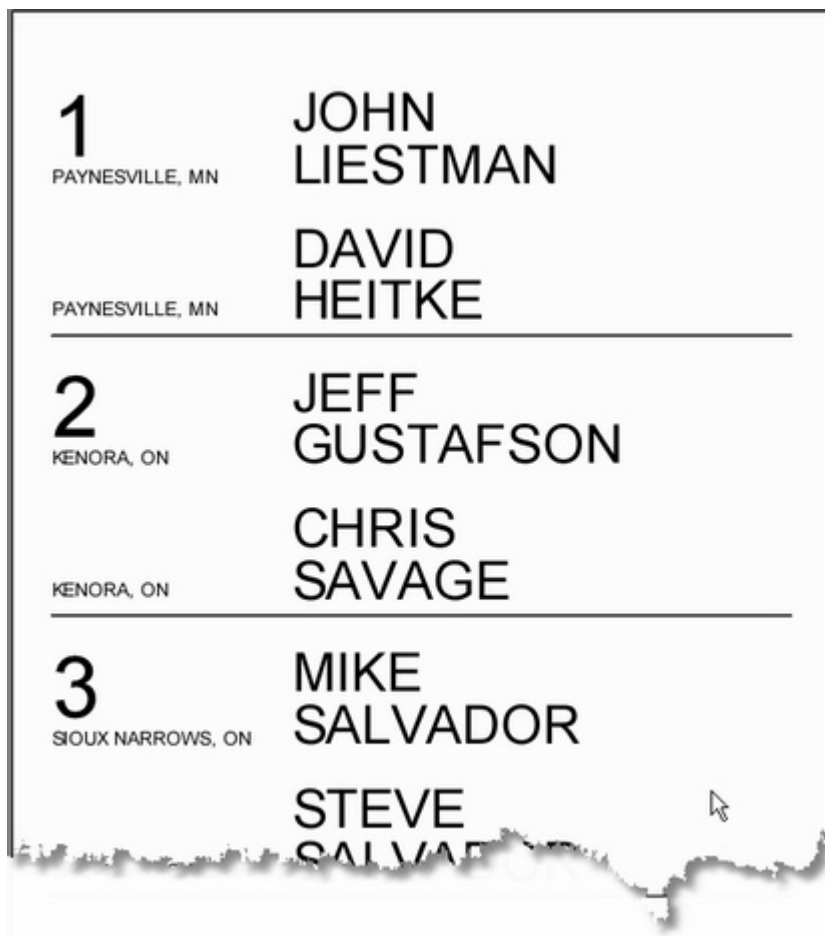 1
JOHN
LIESTMAN
PAYNESVILLE, MN
DAVID
HEITKE
PAYNESVILLE, MN
2
JEFF
GUSTAFSON
KENORA, ON
CHRIS
SAVAGE
KENORA, ON
3
MIKE
SALVADOR
SIOUX NARROWS, ON
STEVE
SALVADOR